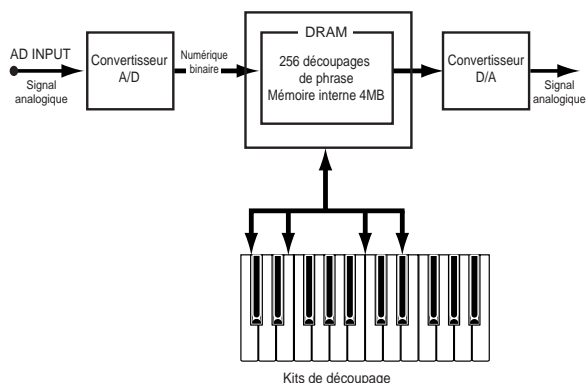 DRAM
AD INPUT
Signal
analogique
Convertisseur
A/D
Numérique
binaire
256 découpages
de phrase
Mémoire interne 4MB
Convertisseur
D/A
Signal
analogique
Kits de découpage